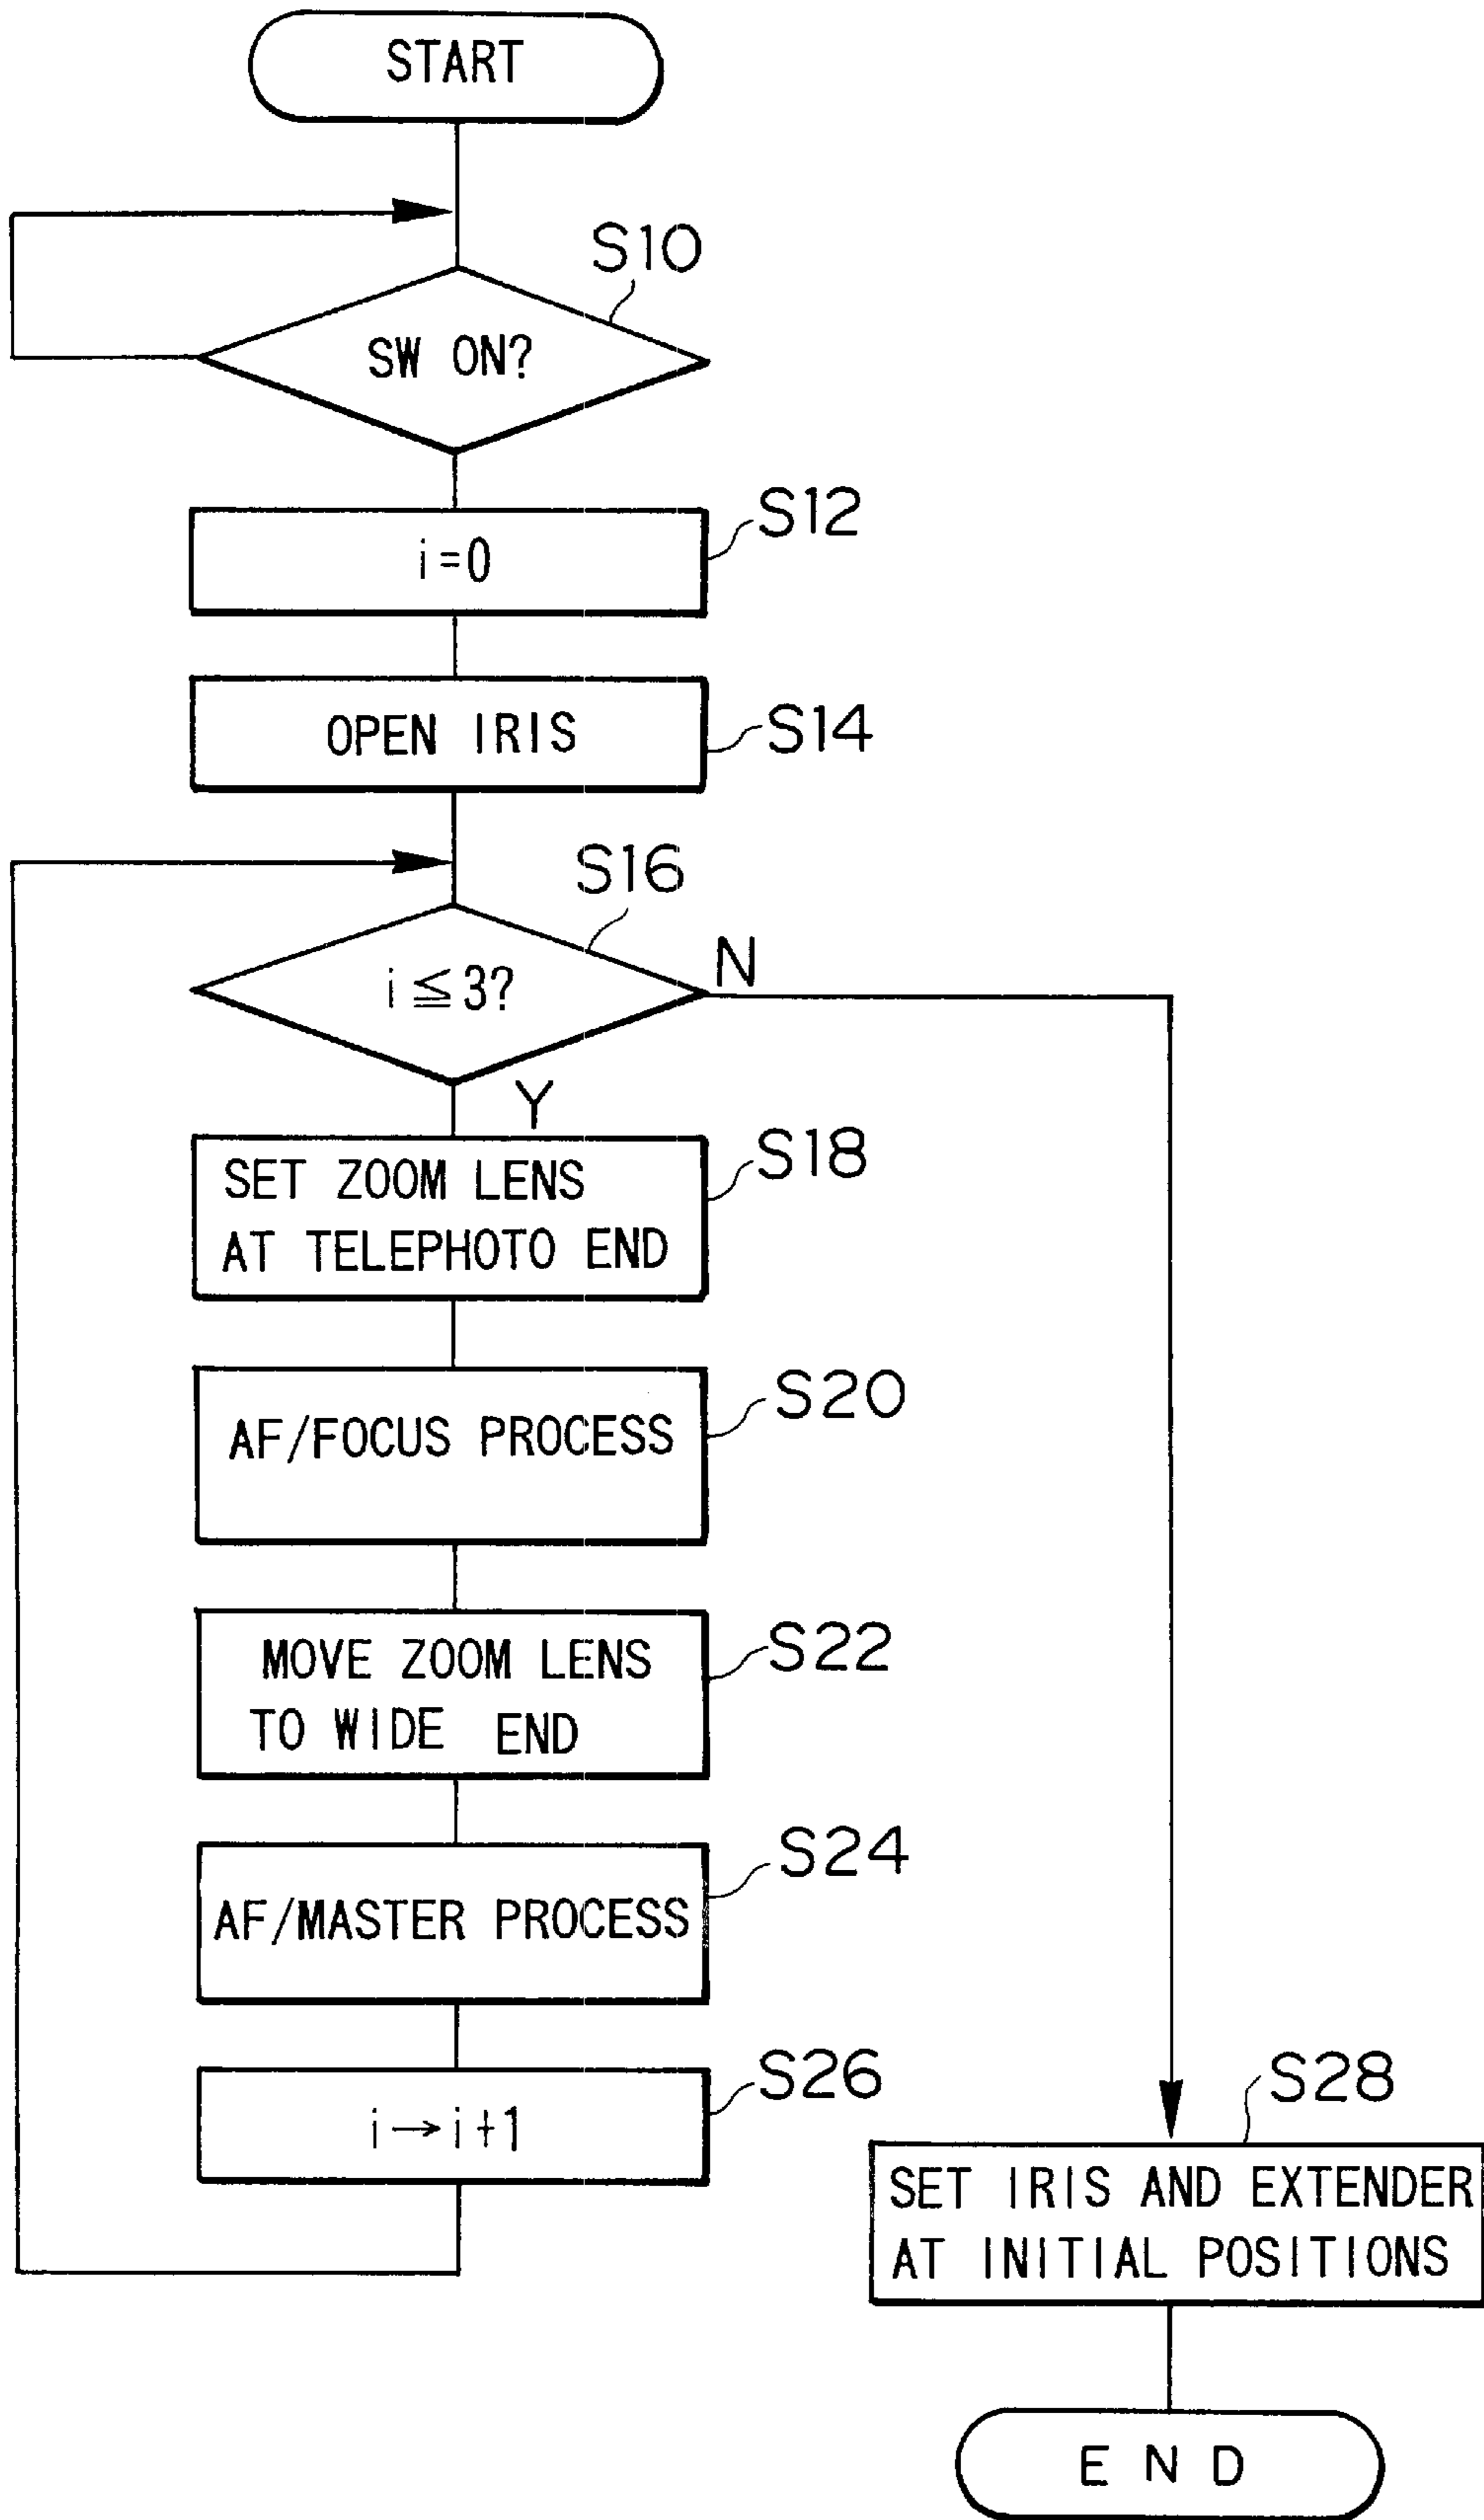 START
S10
SW ON?
S12
i=0
S14
OPEN IRIS
S16
N
i≦3?
Y
S18
SET ZOOM LENS
AT TELEPHOTO END
S20
AF/FOCUS PROCESS
S22
MOVE ZOOM LENS
TO WIDE END
S24
AF/MASTER PROCESS
S26
i→i+1
S28
SET IRIS AND EXTENDER
AT INITIAL POSITIONS
END